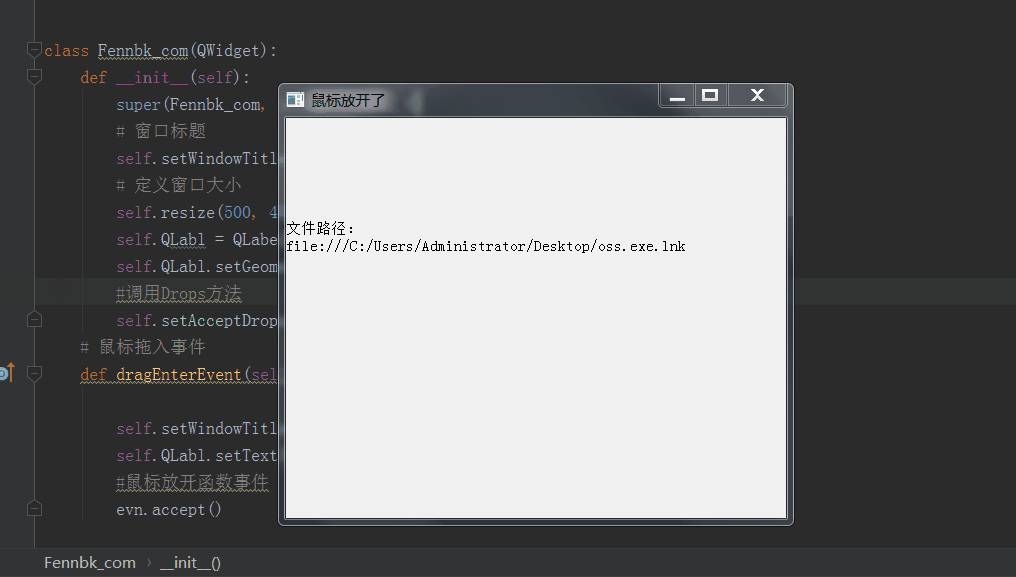 class Fennbk_com(QWidget):
def __init__(self):
super(Fennbk_com,
# 窗口标题
self.setWindowTitl
# 定义窗口大小
self.resize(500, 4
self.QLabl = QLabe
self.QLabl.setGeom
#调用Drops方法
self.setAcceptDrop
# 鼠标拖入事件
def dragEnterEvent(sel
self.setWindowTitl
self.QLabl.setText
#鼠标放开函数事件
evn.accept()
鼠标放开了
文件路径:
file:///C:/Users/Administrator/Desktop/oss.exe.lnk
Fennbk_com › __init__()